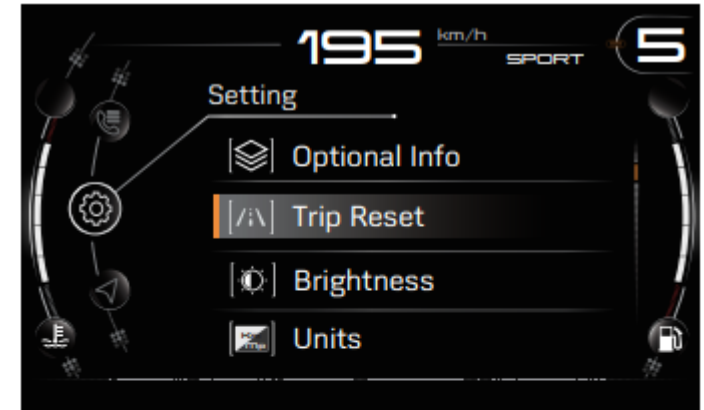 195 km/h SPORT 5
Setting
Optional Info
Trip Reset
Brightness
Units